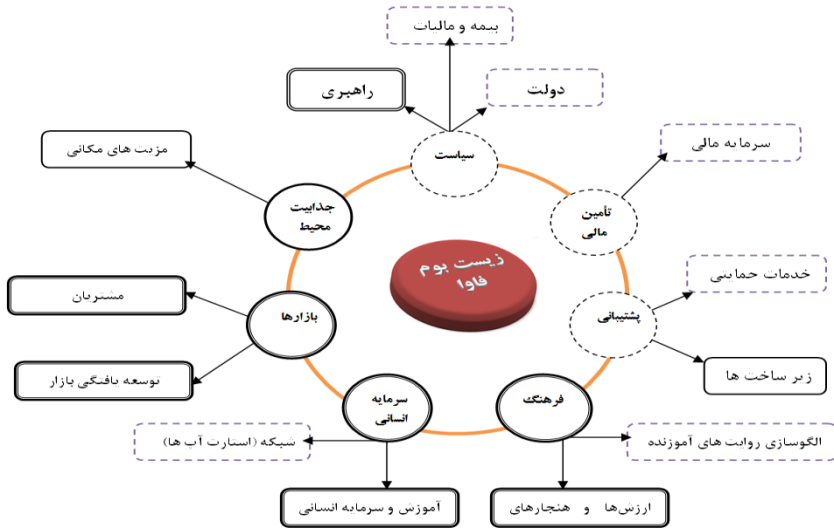 بیمه و مالیات
راهبری
دولت
سیاست
سرمایه مالی
مزیت های مکانی
جذابیت
محیط
تأمین
مالی
زیست بوم
فاوا
خدمات حمایتی
مشتریان
بازارها
پشتیبانی
توسعه یافتگی بازار
زیر ساخت ها
سرمایه
انسانی
فرهنگ
شبکه (استارت آپ ها)
الگوسازی روایت های آموزنده
آموزش و سرمایه انسانی
ارزش‌ها و هنجارهای